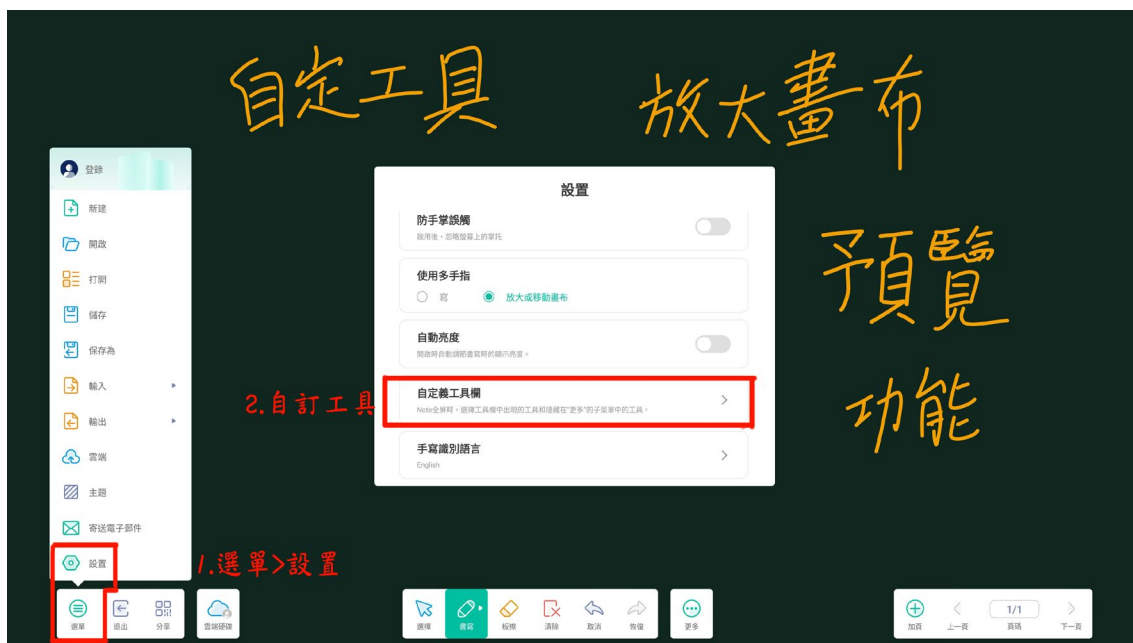 自定工具
放大畫布
預覽
功能
登錄
新建
開啟
打開
儲存
保存為
輸入
輸出
雲端
主題
寄送電子郵件
設置
1.選單>設置
設置
防手掌誤觸
啟用後，忽略螢幕上的掌托
使用多手指
寫 放大或移動畫布
自動亮度
開啟時自動調節書寫時的顯示亮度。
2.自訂工具
自定義工具欄
Note全屏時，選擇工具欄中出現的工具和隱藏在"更多"的子菜單中的工具。
手寫識別語言
English
選單 退出 分享 雲端硬碟 選擇 書寫 板擦 清除 取消 恢復 更多 加頁 上一頁 1/1 頁碼 下一頁